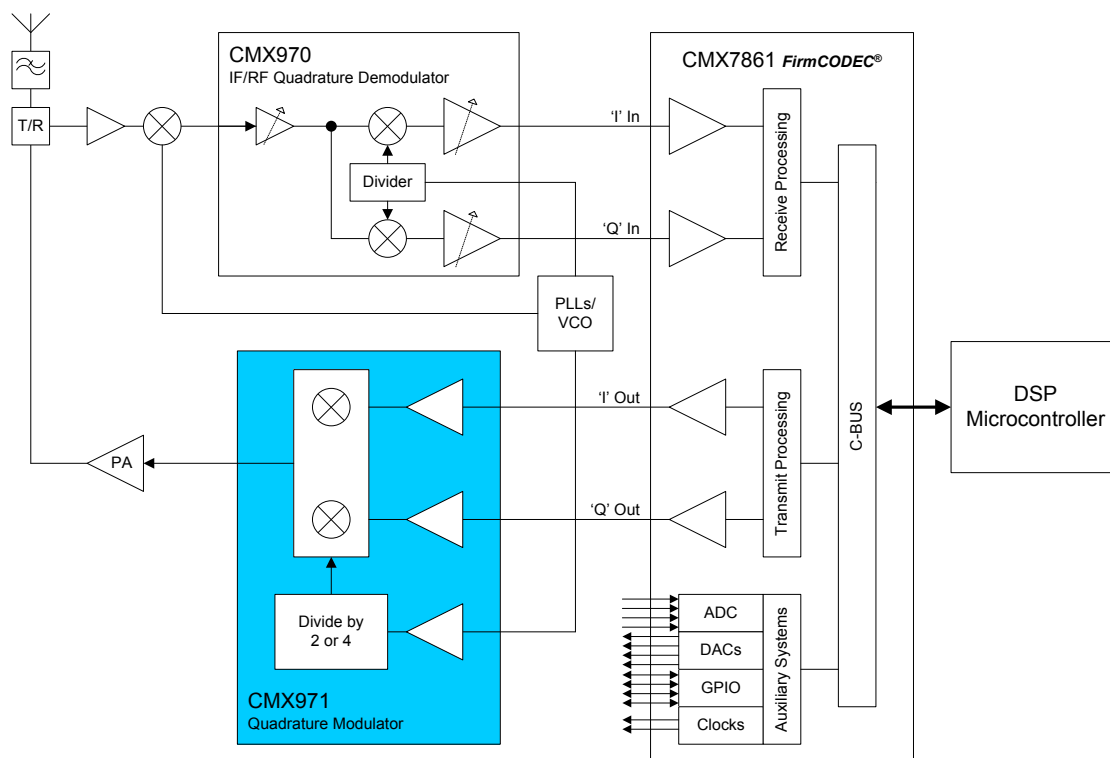 CMX970
IF/RF Quadrature Demodulator
CMX7861 FirmCODEC®
T/R
Divider
'I' In
'Q' In
Receive Processing
PLLs/
VCO
'I' Out
'Q' Out
Transmit Processing
C-BUS
DSP
Microcontroller
PA
Divide by
2 or 4
CMX971
Quadrature Modulator
ADC
DACs
GPIO
Clocks
Auxiliary Systems